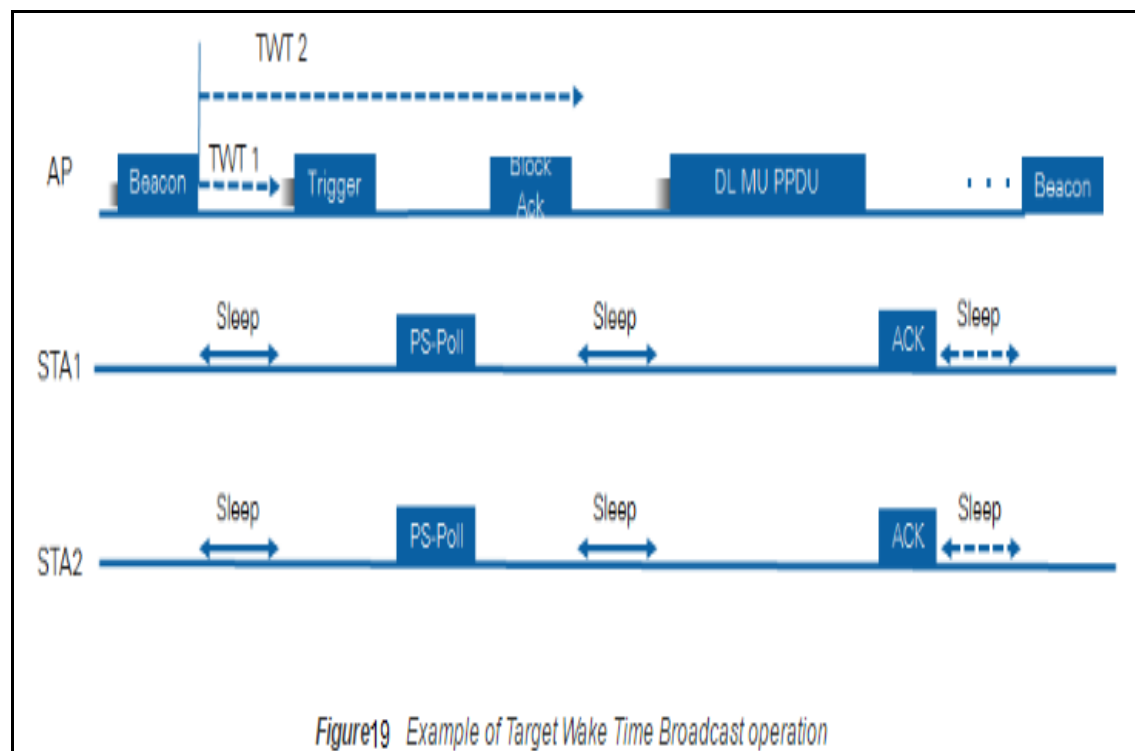 TWT 2
AP
Beacon
TWT 1
Trigger
Block
Ack
DL MU PPDU
. . . .
Beacon
Sleep
Sleep
Sleep
STA1
PS-Poll
ACK
Sleep
Sleep
Sleep
STA2
PS-Poll
ACK
Figure19 Example of Target Wake Time Broadcast operation